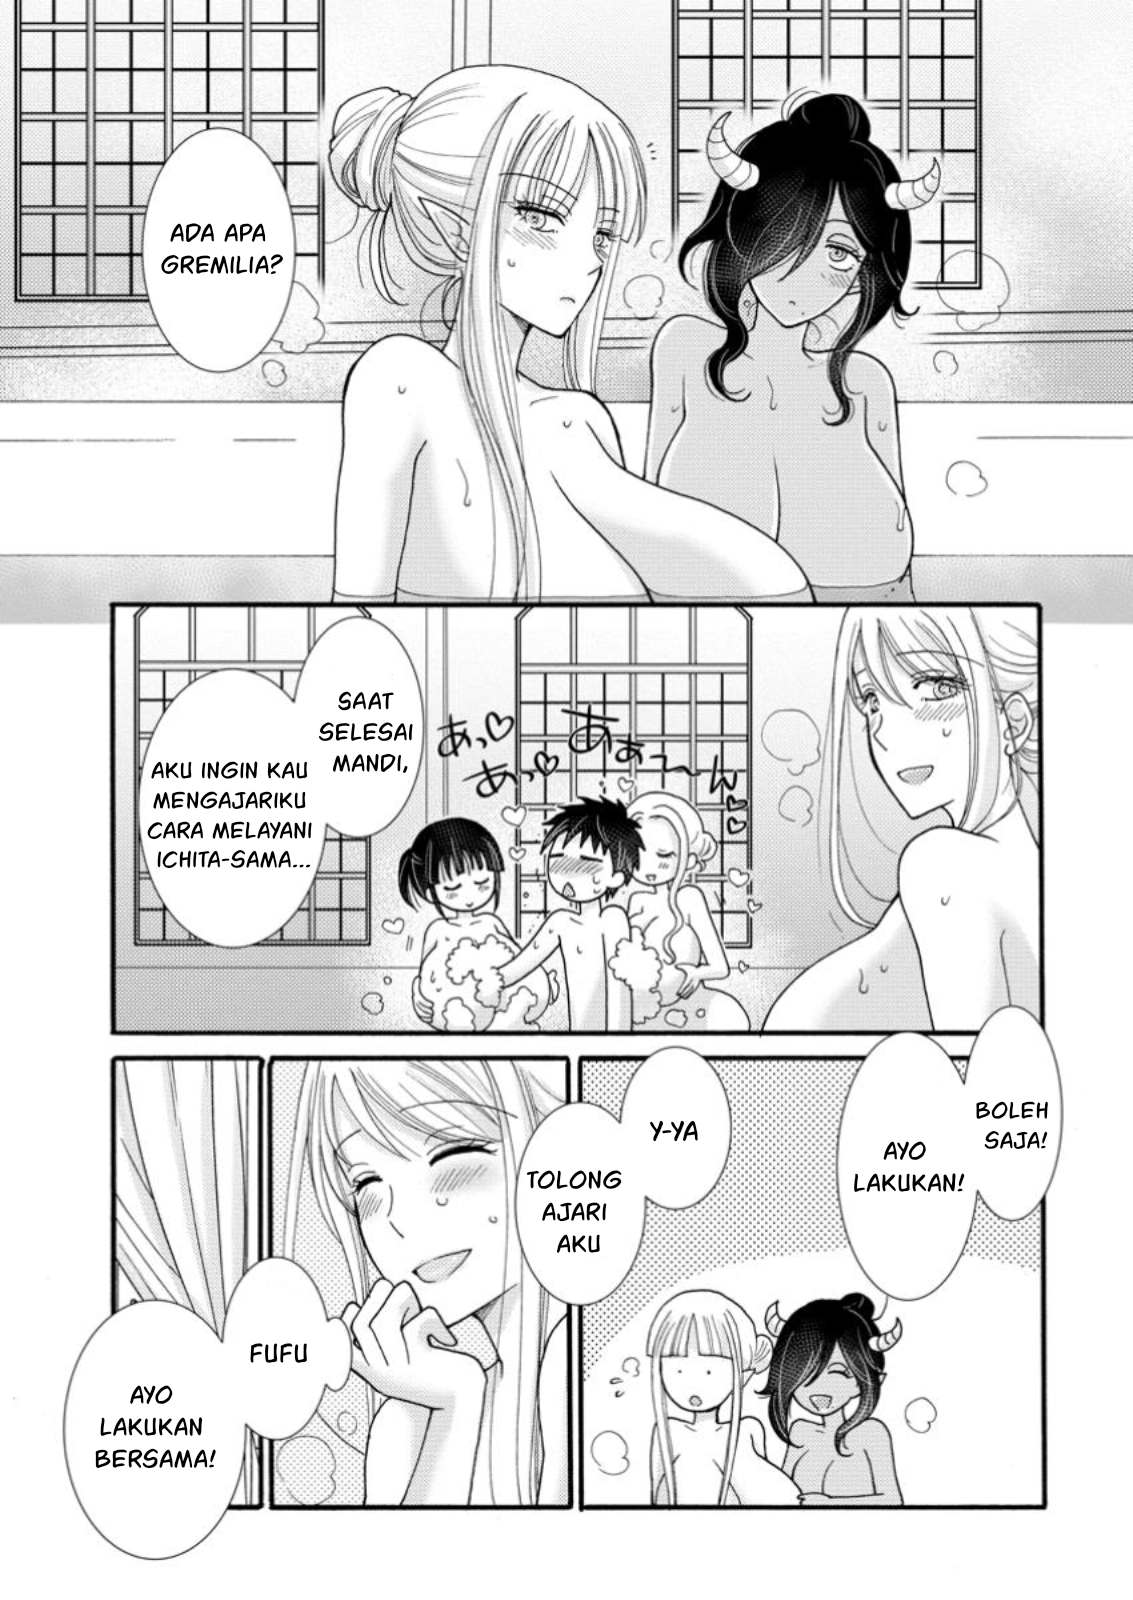 ADA APA
GREMILIA?
SAAT
SELESAI
MANDI,
AKU INGIN KAU
MENGAJARIKU
CARA MELAYANI
ICHITA-SAMA...
あっ♡
あっ♡
あぁ〜ん
BOLEH
SAJA!
AYO
LAKUKAN!
Y-YA
TOLONG
AJARI
AKU
FUFU
AYO
LAKUKAN
BERSAMA!